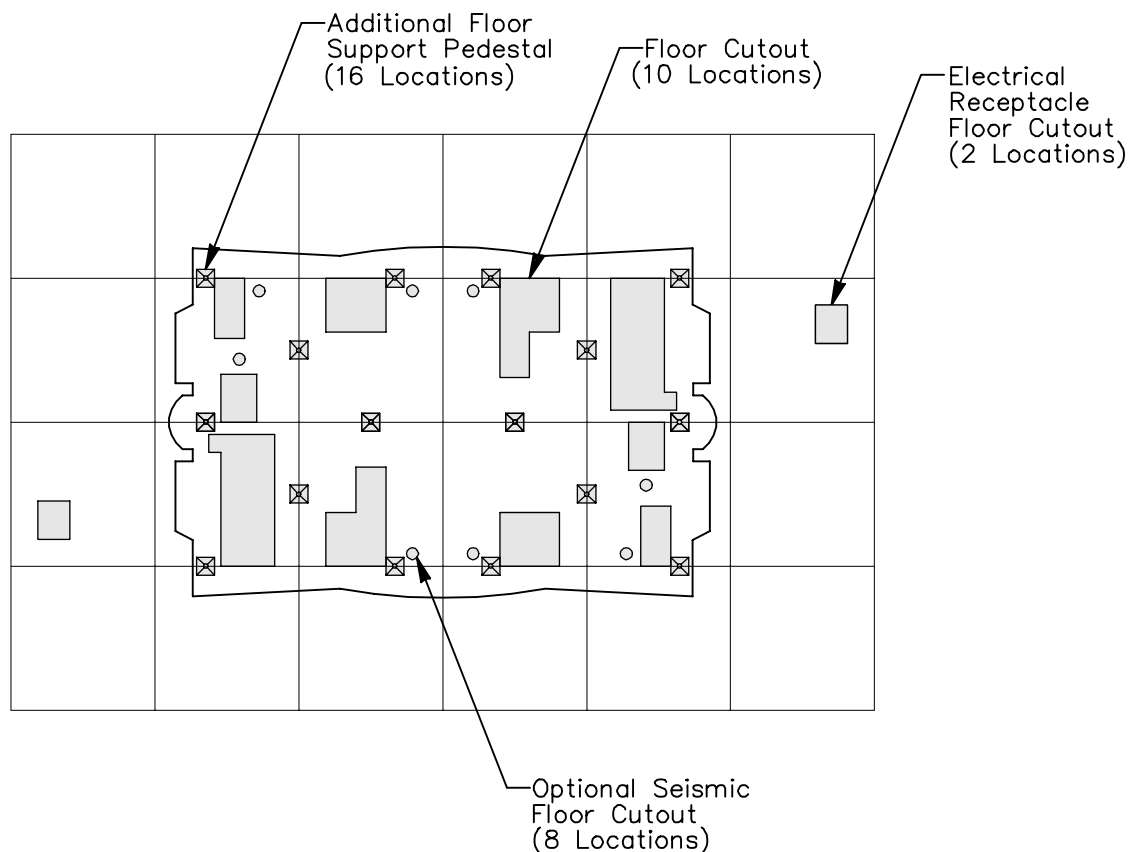 Additional Floor
Support Pedestal
(16 Locations)
Floor Cutout
(10 Locations)
Electrical
Receptacle
Floor Cutout
(2 Locations)
Optional Seismic
Floor Cutout
(8 Locations)